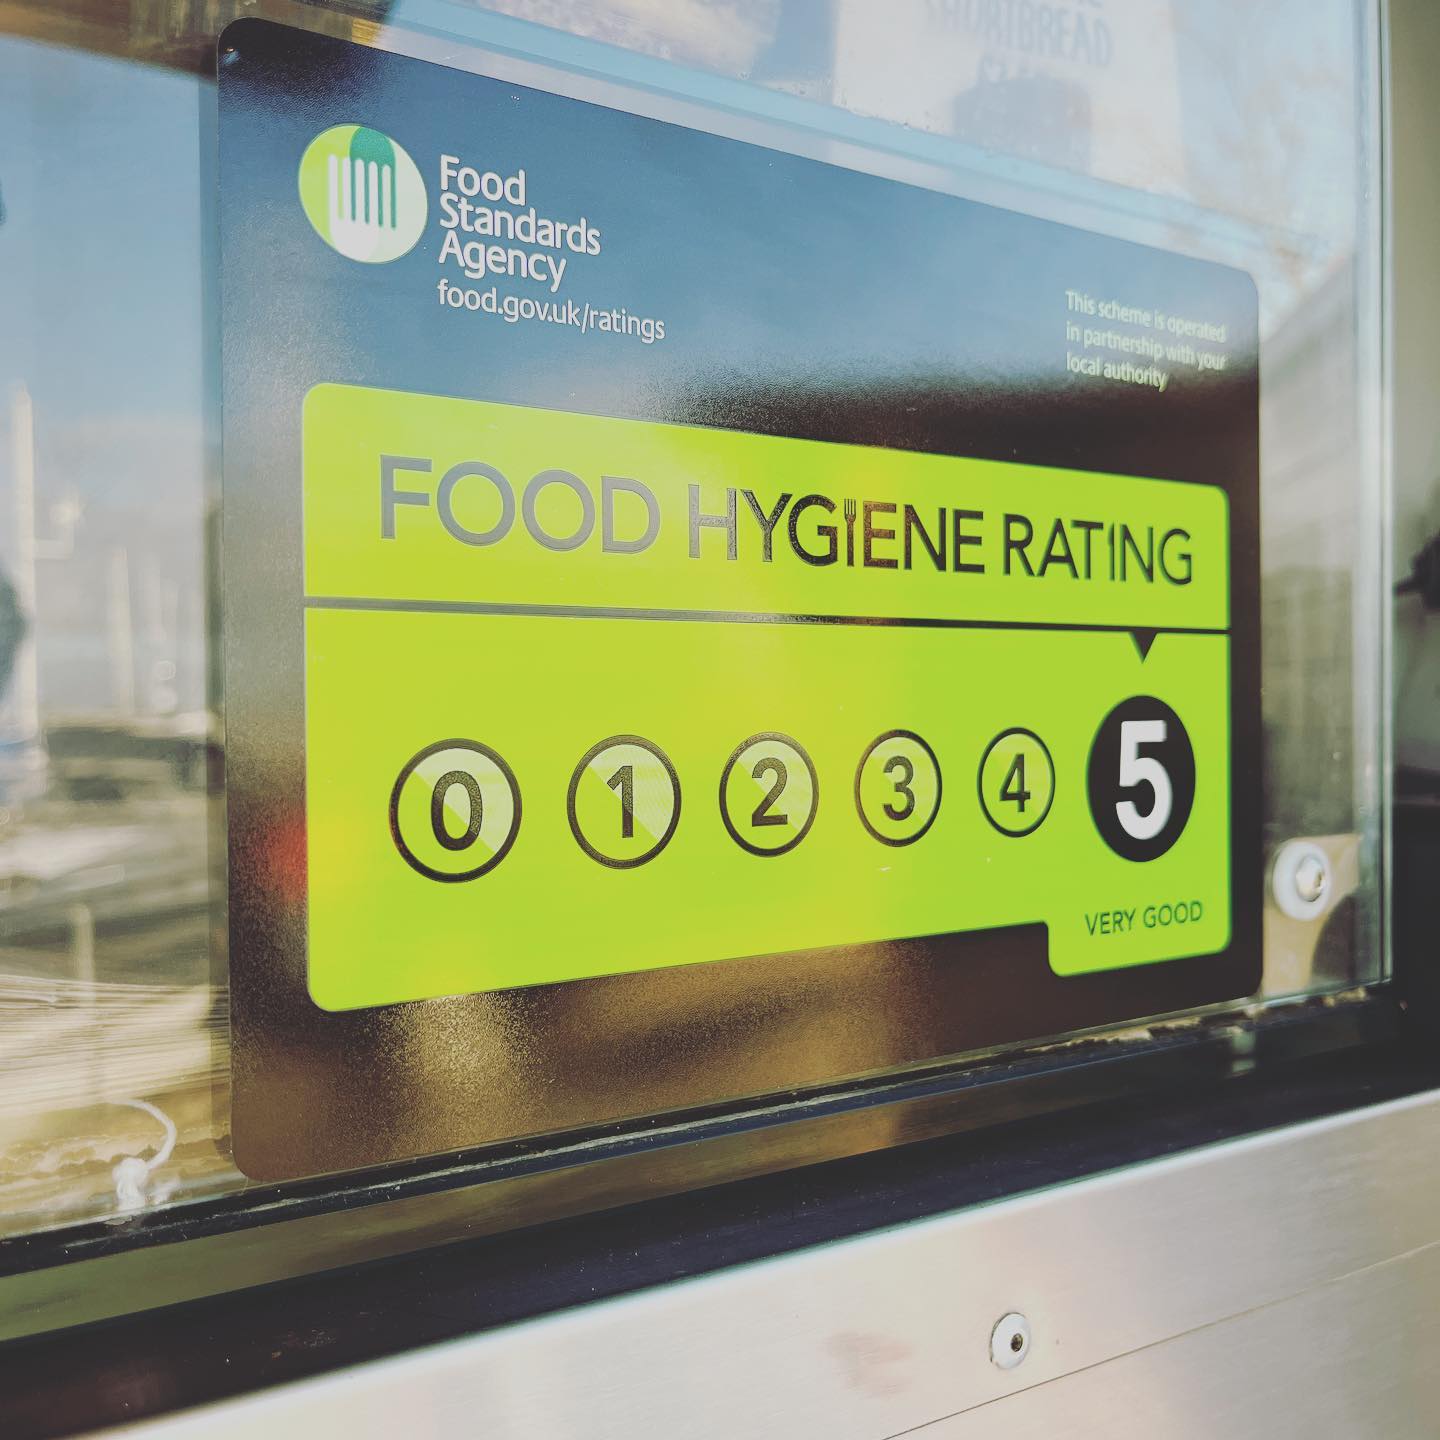 SHORTBREAD
Food
Standards
Agency
food.gov.uk/ratings
This scheme is operated
in partnership with your
local authority
FOOD HYGIENE RATING
0 1 2 3 4 5
VERY GOOD